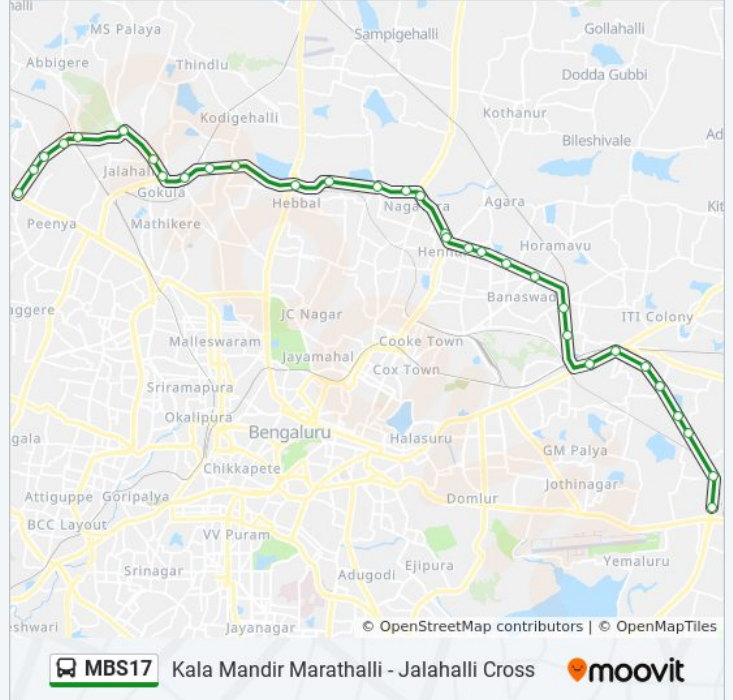 halli
MS Palaya
Sampigehalli
Gollahalli
Abbigere
Thindlu
Dodda Gubbi
Kodigehalli
Kothanur
Bileshivale
Ad
Jalahalli
Gokula
Agara
Hebbal
Kit
Peenya
Mathikere
Horamavu
Banaswad
aggere
JC Nagar
ITI Colony
Malleswaram
Cooke Town
Jayamahal
Cox Town
Sriramapura
Okalipura
Bengaluru
Halasuru
gala
GM Palya
Chikkapete
Jothinagar
Attiguppe
Goripalya
Domlur
BCC Layout
VV Puram
Yemaluru
Ejipura
Srinagar
Adugodi
eshwari
Jayanagar
© OpenStreetMap contributors | © OpenMapTiles
MBS17 Kala Mandir Marathalli - Jalahalli Cross
moovit